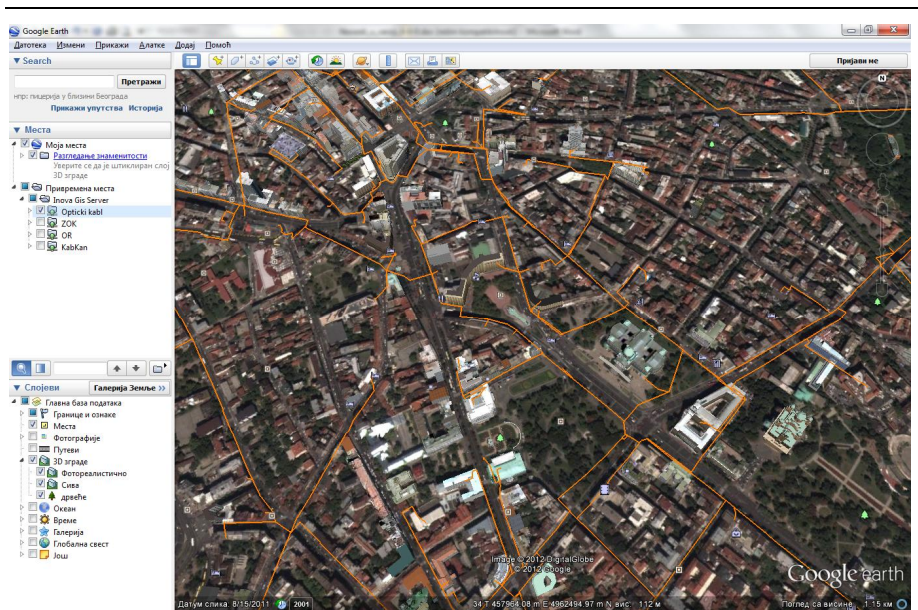 Google Earth
Датотека Измени Прикажи Алатке Додај Помоћ
Search
Пријави ме
Претражи
нпр: пицерија у близини Београда
Прикажи упутства Историја
Места
Моја места
Разгледање знаменитости
Уверите се да је штиклиран слој
3D зграде
Привремена места
Inova Gis Server
Opticki kabl
ZOK
OR
KabKan
Слојеви Галерија Земље >>
Главна база података
Границе и ознаке
Места
Фотографије
Путеви
3D зграде
Фотореалистично
Сива
дрвеће
Океан
Време
Галерија
Глобална свест
Још
N
Image © 2012 DigitalGlobe
© 2012 Google
Google earth
Датум слика: 8/15/2011 2001 34 T 457964.08 m E 4962494.97 m N вис: 112 м Поглед са висине 1.15 км